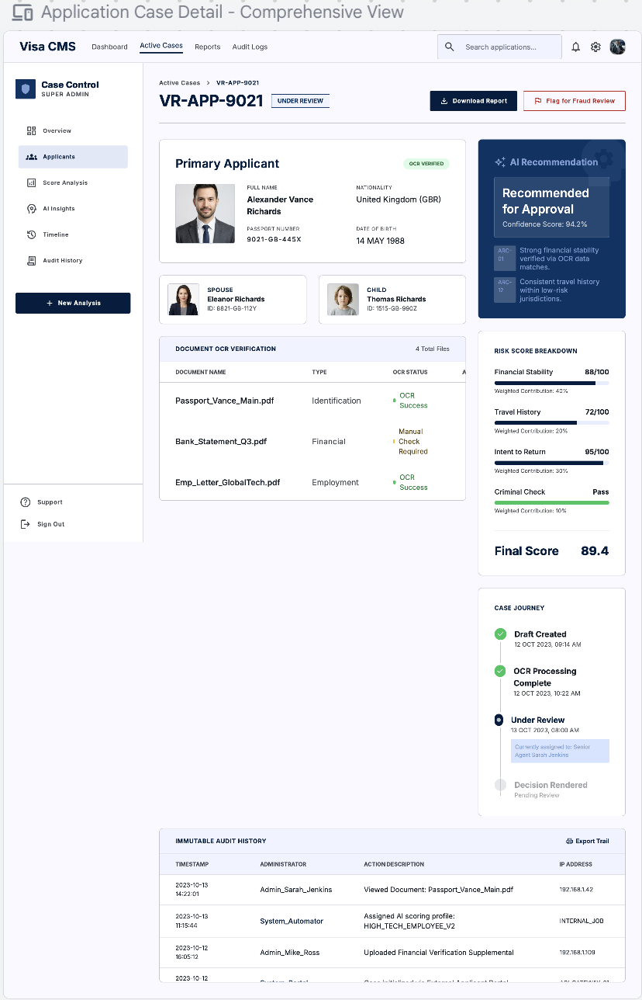 Application Case Detail - Comprehensive View
Visa CMS
Dashboard
Active Cases
Reports
Audit Logs
Search applications...
Case Control
SUPER ADMIN
Overview
Applicants
Score Analysis
AI Insights
Timeline
Audit History
+ New Analysis
Support
Sign Out
Active Cases > VR-APP-9021
VR-APP-9021
UNDER REVIEW
Download Report
Flag for Fraud Review
Primary Applicant
OCR VERIFIED
FULL NAME
Alexander Vance
Richards
NATIONALITY
United Kingdom (GBR)
PASSPORT NUMBER
9021-GB-445X
DATE OF BIRTH
14 MAY 1988
SPOUSE
Eleanor Richards
ID: 8821-GB-112Y
CHILD
Thomas Richards
ID: 1515-GB-990Z
DOCUMENT OCR VERIFICATION
4 Total Files
DOCUMENT NAME
TYPE
OCR STATUS
A
Passport_Vance_Main.pdf
Identification
OCR
Success
Bank_Statement_Q3.pdf
Financial
Manual
Check
Required
Emp_Letter_GlobalTech.pdf
Employment
OCR
Success
AI Recommendation
Recommended
for Approval
Confidence Score: 94.2%
ARC-
01
Strong financial stability
verified via OCR data
matches.
ARC-
12
Consistent travel history
within low-risk
jurisdictions.
RISK SCORE BREAKDOWN
Financial Stability
88/100
Weighted Contribution: 40%
Travel History
72/100
Weighted Contribution: 20%
Intent to Return
95/100
Weighted Contribution: 30%
Criminal Check
Pass
Weighted Contribution: 10%
Final Score
89.4
CASE JOURNEY
Draft Created
12 OCT 2023, 09:14 AM
OCR Processing
Complete
12 OCT 2023, 10:22 AM
Under Review
13 OCT 2023, 08:00 AM
Currently assigned to: Senior
Agent Sarah Jenkins
Decision Rendered
Pending Review
IMMUTABLE AUDIT HISTORY
Export Trail
TIMESTAMP
ADMINISTRATOR
ACTION DESCRIPTION
IP ADDRESS
2023-10-13
14:22:01
Admin_Sarah_Jenkins
Viewed Document: Passport_Vance_Main.pdf
192.168.1.42
2023-10-13
11:15:44
System_Automator
Assigned AI scoring profile:
HIGH_TECH_EMPLOYEE_V2
INTERNAL_JOB
2023-10-12
16:05:12
Admin_Mike_Ross
Uploaded Financial Verification Supplemental
192.168.1.109
2023-10-12